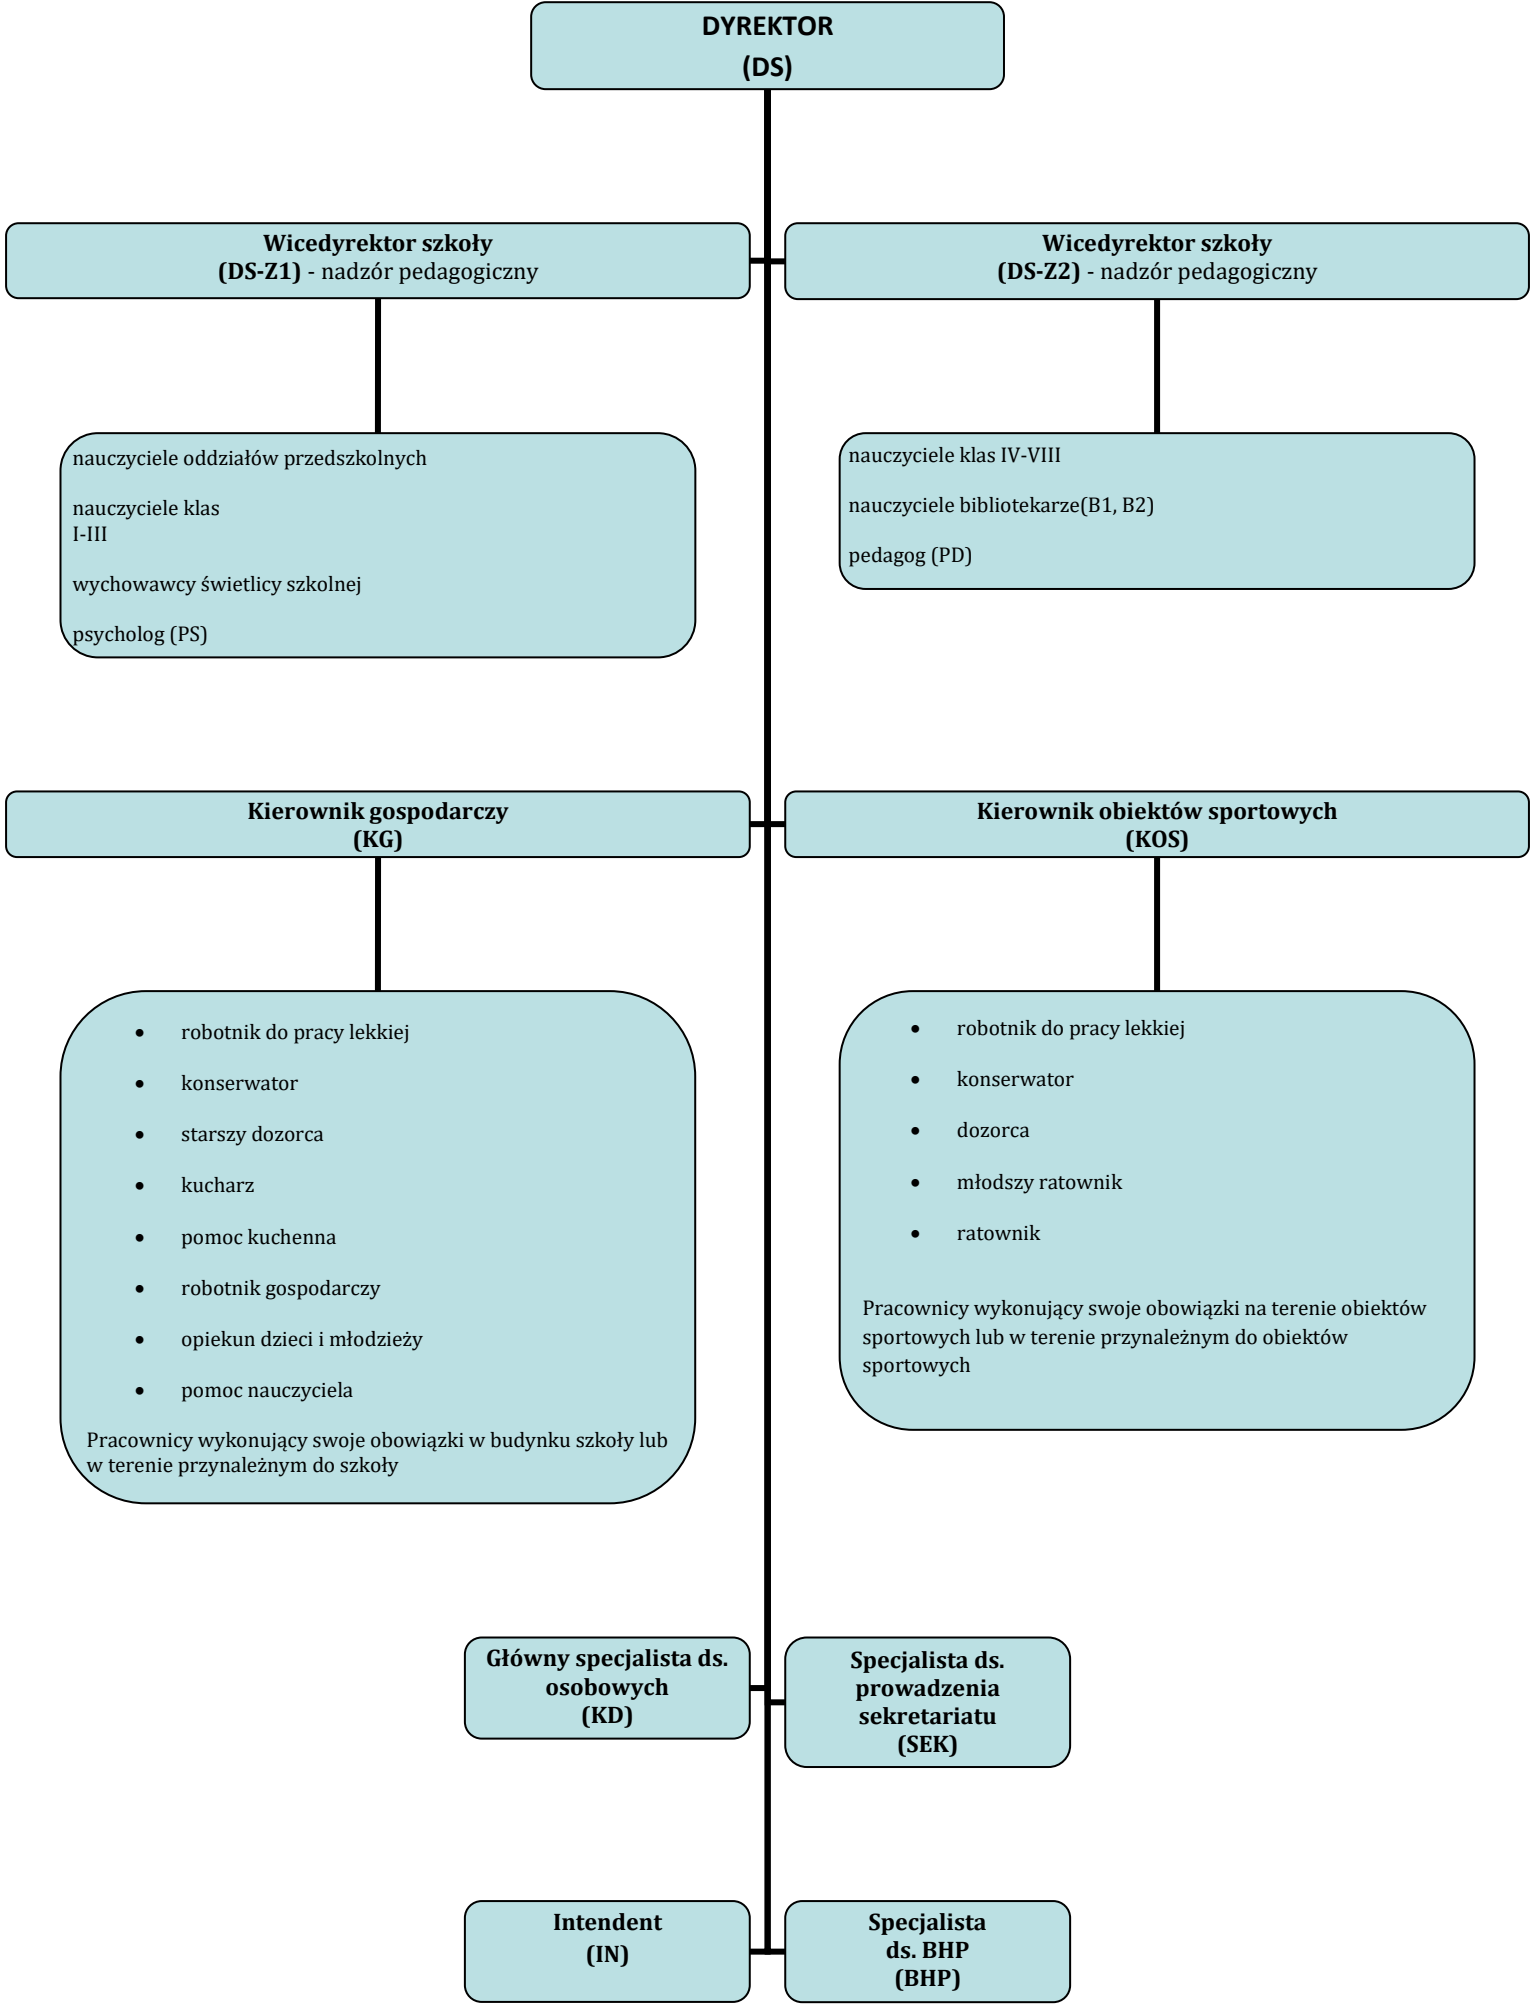 DYREKTOR
(DS)
Wicedyrektor szkoły
(DS-Z1) - nadzór pedagogiczny
Wicedyrektor szkoły
(DS-Z2) - nadzór pedagogiczny
nauczyciele oddziałów przedszkolnych
nauczyciele klas
I-III
wychowawcy świetlicy szkolnej
psycholog (PS)
nauczyciele klas IV-VIII
nauczyciele bibliotekarze(B1, B2)
pedagog (PD)
Kierownik gospodarczy
(KG)
Kierownik obiektów sportowych
(KOS)
• robotnik do pracy lekkiej
• konserwator
• starszy dozorca
• kucharz
• pomoc kuchenna
• robotnik gospodarczy
• opiekun dzieci i młodzieży
• pomoc nauczyciela
Pracownicy wykonujący swoje obowiązki w budynku szkoły lub
w terenie przynależnym do szkoły
• robotnik do pracy lekkiej
• konserwator
• dozorca
• młodszy ratownik
• ratownik
Pracownicy wykonujący swoje obowiązki na terenie obiektów
sportowych lub w terenie przynależnym do obiektów
sportowych
Główny specjalista ds.
osobowych
(KD)
Specjalista ds.
prowadzenia
sekretariatu
(SEK)
Intendent
(IN)
Specjalista
ds. BHP
(BHP)